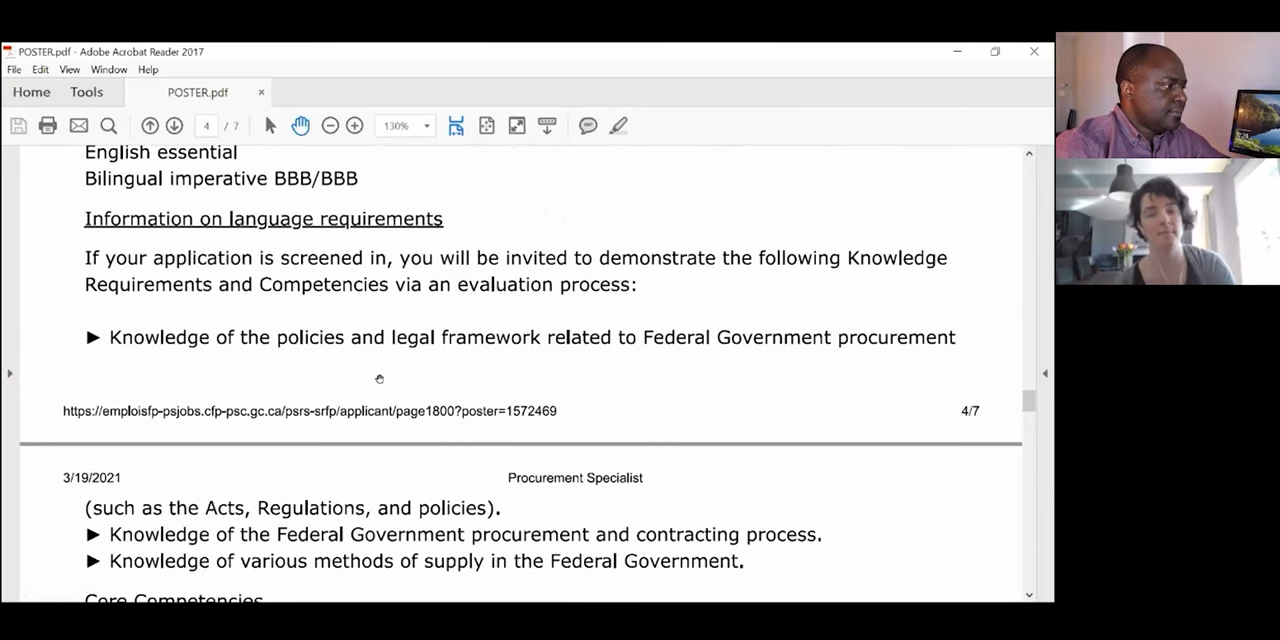 POSTER.pdf - Adobe Acrobat Reader 2017
File Edit View Window Help
Home Tools POSTER.pdf ×
4 / 7 130%
English essential
Bilingual imperative BBB/BBB
Information on language requirements
If your application is screened in, you will be invited to demonstrate the following Knowledge
Requirements and Competencies via an evaluation process:
► Knowledge of the policies and legal framework related to Federal Government procurement
https://emploisfp-psjobs.cfp-psc.gc.ca/psrs-srfp/applicant/page1800?poster=1572469 4/7
3/19/2021 Procurement Specialist
(such as the Acts, Regulations, and policies).
► Knowledge of the Federal Government procurement and contracting process.
► Knowledge of various methods of supply in the Federal Government.
Core Competencies